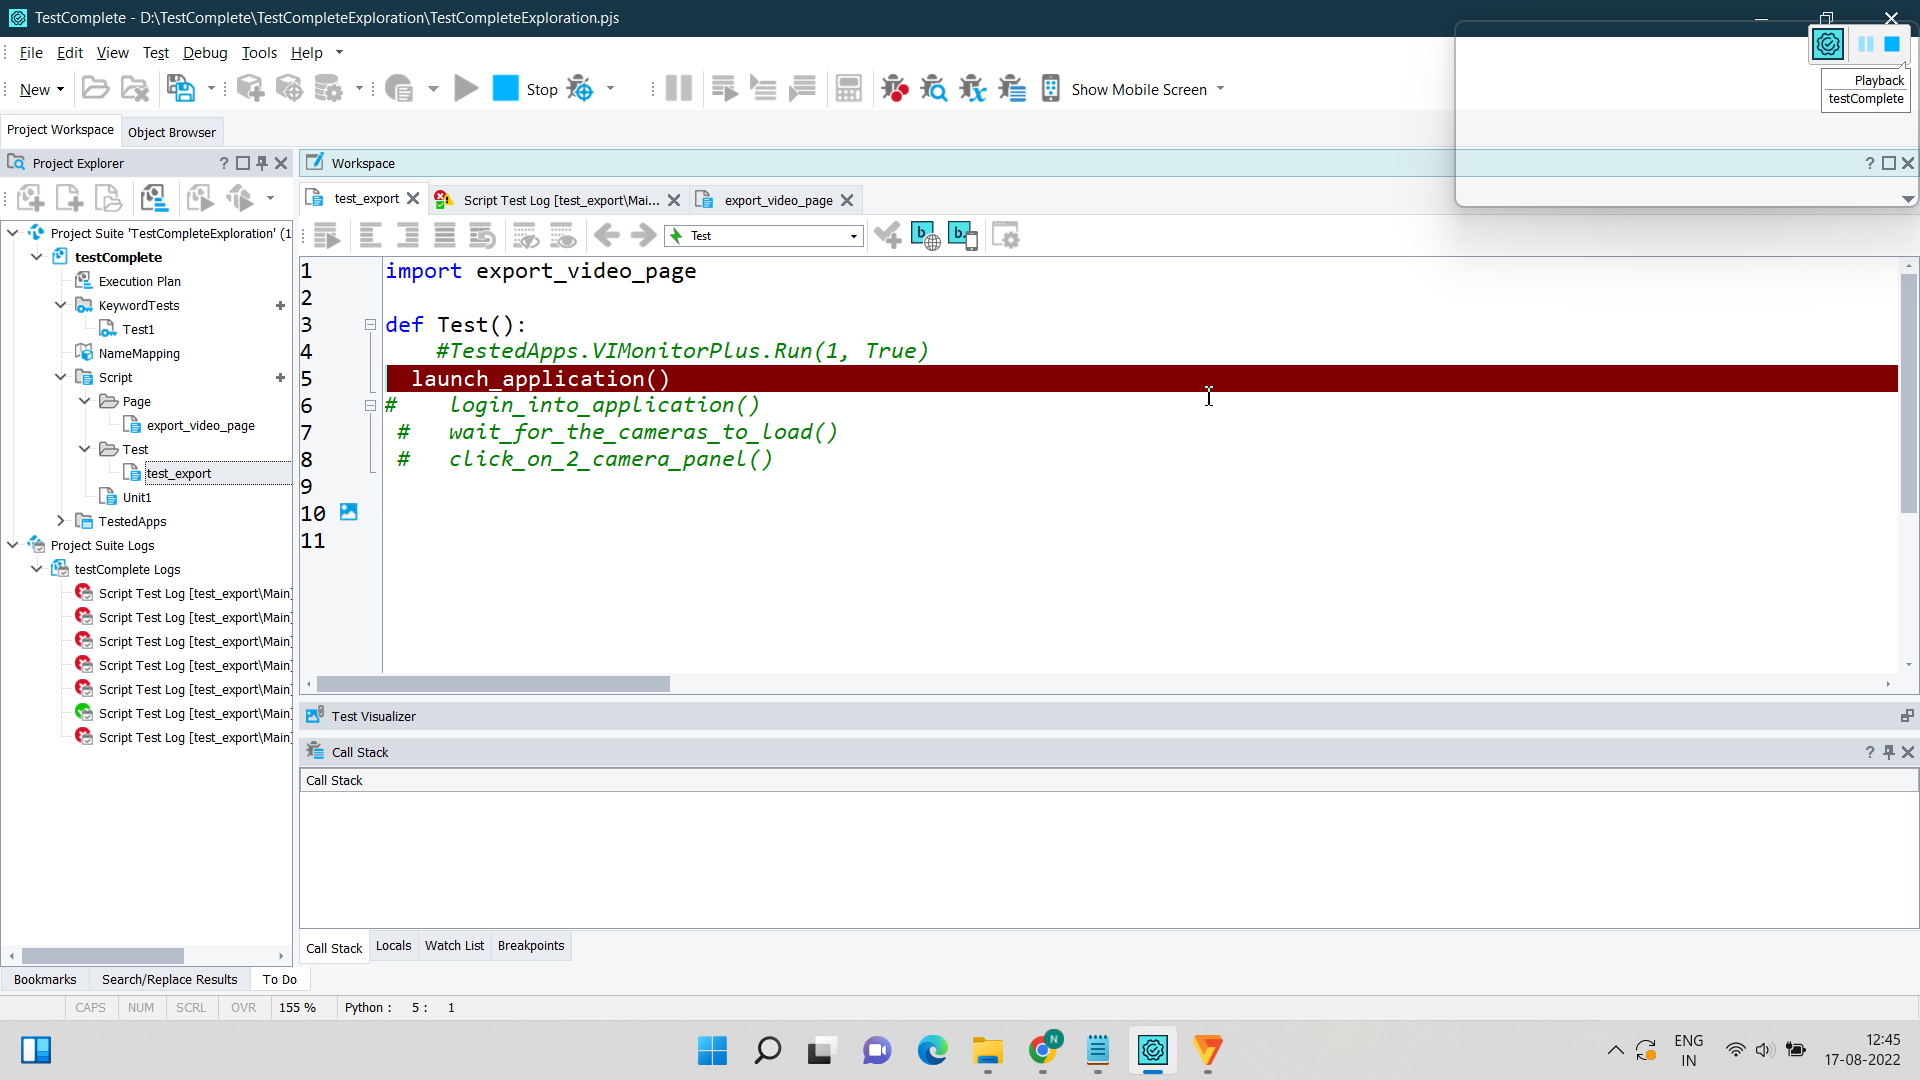 TestComplete - D:\TestComplete\TestCompleteExploration\TestCompleteExploration.pjs
File Edit View Test Debug Tools Help
New Stop Show Mobile Screen
Playback
testComplete
Project Workspace Object Browser
Project Explorer
Workspace
test_export Script Test Log [test_export\Mai... export_video_page
Test
Project Suite 'TestCompleteExploration' (1
testComplete
Execution Plan
KeywordTests
Test1
NameMapping
Script
Page
export_video_page
Test
test_export
Unit1
TestedApps
Project Suite Logs
testComplete Logs
Script Test Log [test_export\Main]
Script Test Log [test_export\Main]
Script Test Log [test_export\Main]
Script Test Log [test_export\Main]
Script Test Log [test_export\Main]
Script Test Log [test_export\Main]
Script Test Log [test_export\Main]
1 import export_video_page
2
3 def Test():
4 #TestedApps.VIMonitorPlus.Run(1, True)
5 launch_application()
6 # login_into_application()
7 # wait_for_the_cameras_to_load()
8 # click_on_2_camera_panel()
9
10
11
Test Visualizer
Call Stack
Call Stack
Call Stack Locals Watch List Breakpoints
Bookmarks Search/Replace Results To Do
CAPS NUM SCRL OVR 155 % Python : 5 : 1
N
ENG
IN
12:45
17-08-2022